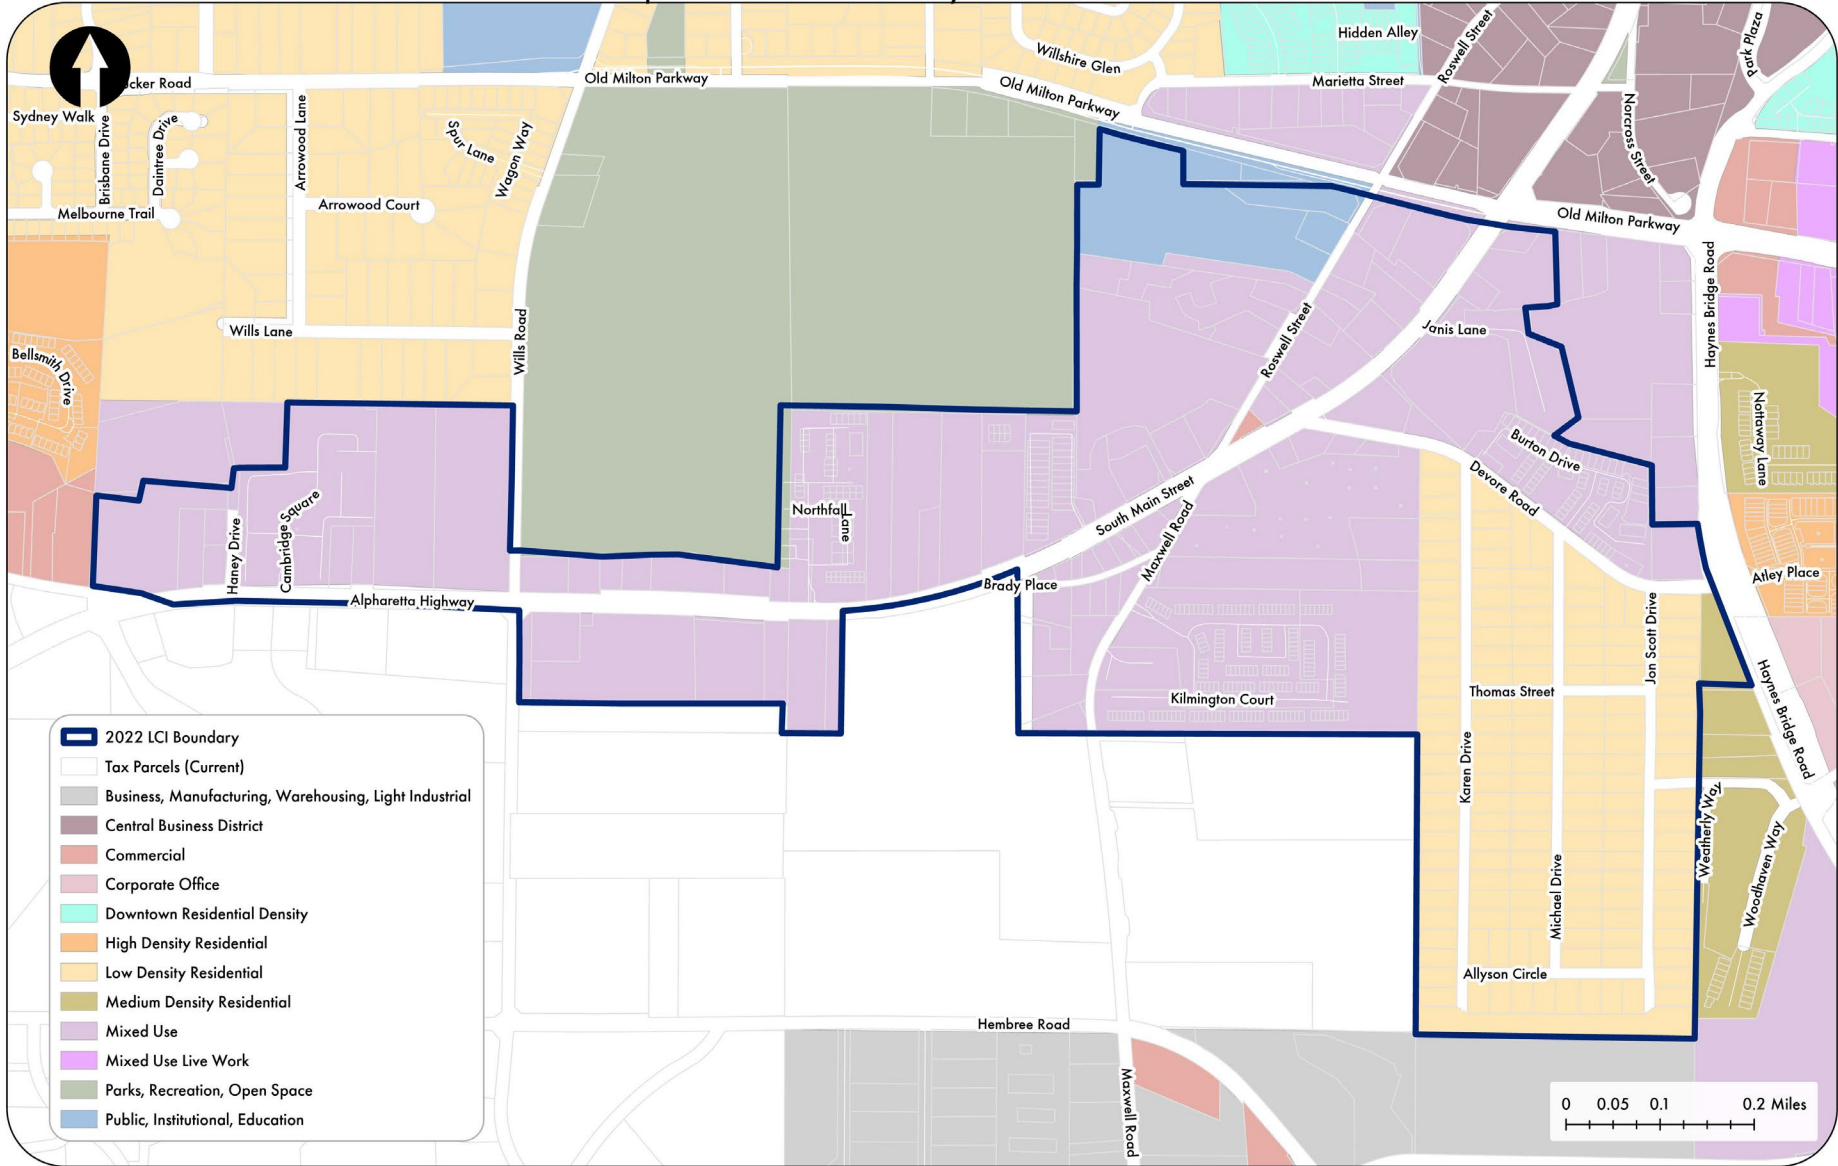 Hidden Alley
Roswell Street
Park Plaza
Willshire Glen
Old Milton Parkway
Marietta Street
Old Milton Parkway
Sydney Walk
Brisbane Drive
Daintree Drive
Arrowood Lane
Spur Lane
Wagon Way
Norcross Street
Melbourne Trail
Arrowood Court
Old Milton Parkway
Haynes Bridge Road
Wills Lane
Wills Road
Roswell Street
Janis Lane
Bellsmith Drive
Nottaway Lane
Burton Drive
Devore Road
South Main Street
Northfall
Lane
Maxwell Road
Haney Drive
Cambridge Square
Brady Place
Atley Place
Alpharetta Highway
Jon Scott Drive
Thomas Street
Kilmington Court
Haynes Bridge Road
Karen Drive
Weatherly Way
Woodhaven Way
Michael Drive
Allyson Circle
Hembree Road
Maxwell Road
2022 LCI Boundary
Tax Parcels (Current)
Business, Manufacturing, Warehousing, Light Industrial
Central Business District
Commercial
Corporate Office
Downtown Residential Density
High Density Residential
Low Density Residential
Medium Density Residential
Mixed Use
Mixed Use Live Work
Parks, Recreation, Open Space
Public, Institutional, Education
0 0.05 0.1 0.2 Miles